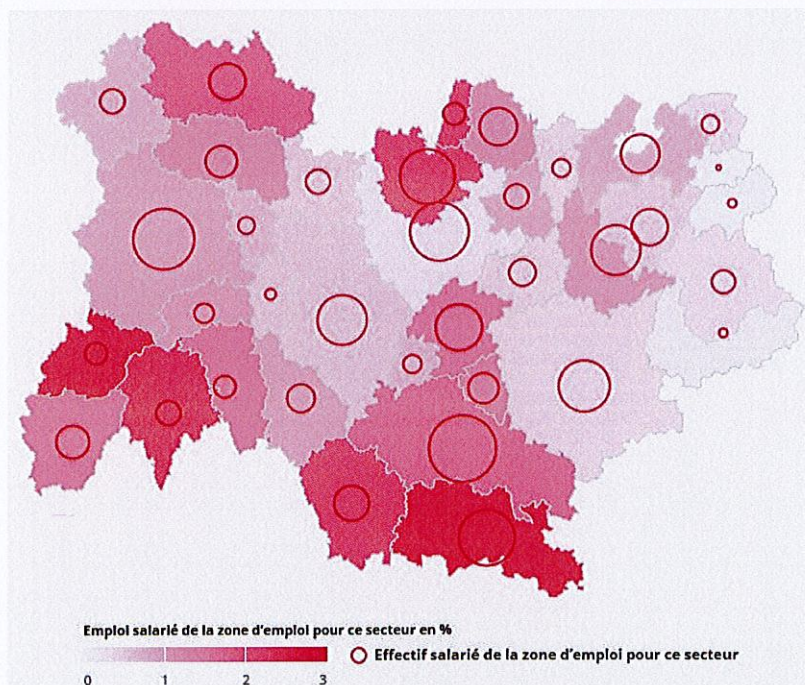 Emploi salarié de la zone d'emploi pour ce secteur en %
Effectif salarié de la zone d'emploi pour ce secteur
0 1 2 3